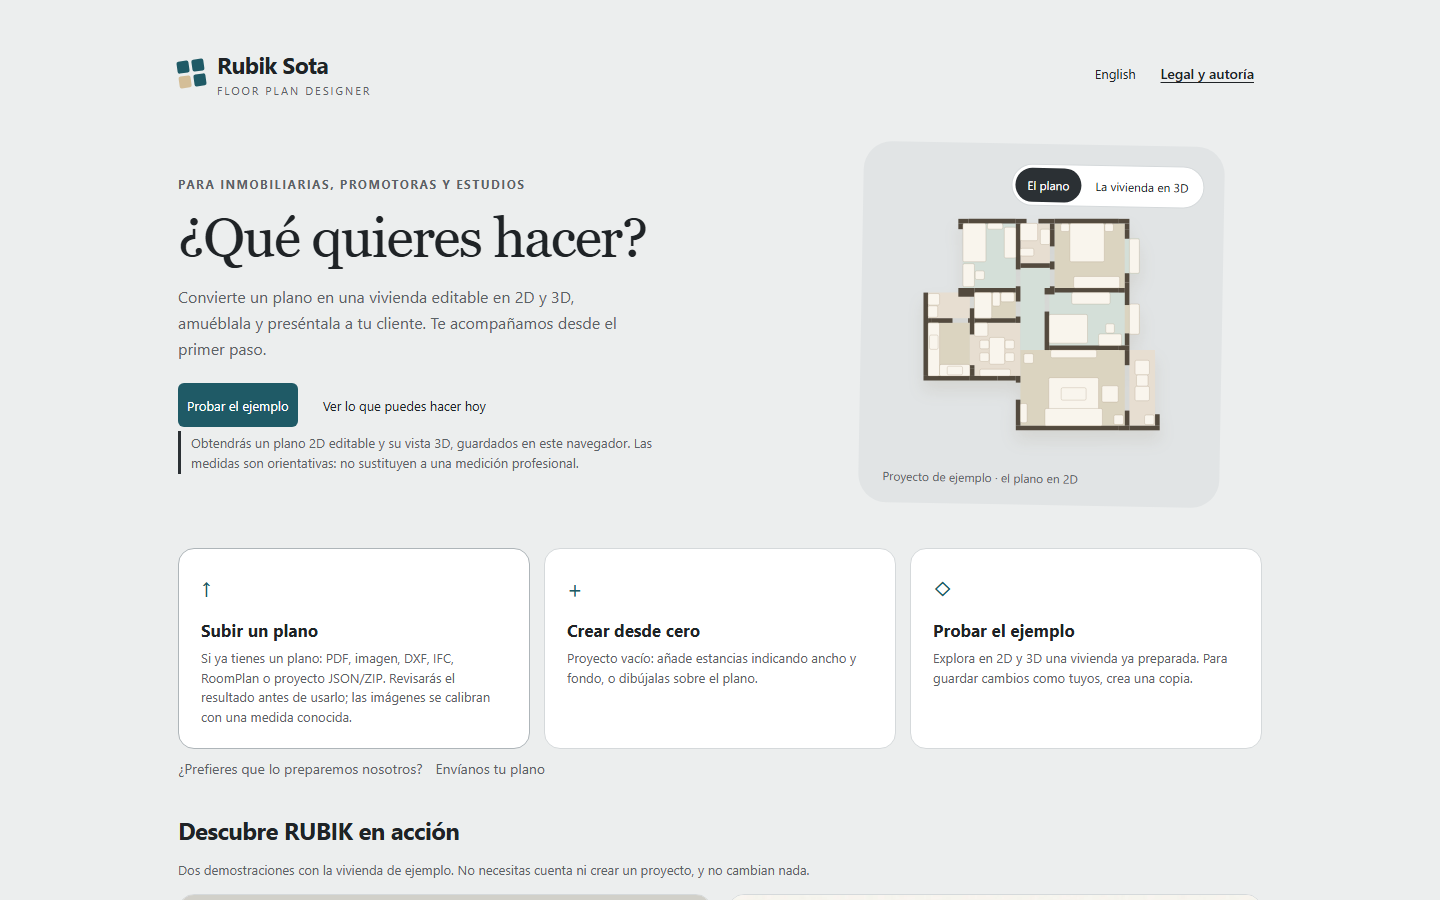 Rubik Sota
FLOOR PLAN DESIGNER
English
Legal y autoría
PARA INMOBILIARIAS, PROMOTORAS Y ESTUDIOS
¿Qué quieres hacer?
Convierte un plano en una vivienda editable en 2D y 3D,
amuéblala y preséntala a tu cliente. Te acompañamos desde el
primer paso.
Probar el ejemplo
Ver lo que puedes hacer hoy
Obtendrás un plano 2D editable y su vista 3D, guardados en este navegador. Las
medidas son orientativas: no sustituyen a una medición profesional.
El plano
La vivienda en 3D
Proyecto de ejemplo · el plano en 2D
↑
Subir un plano
Si ya tienes un plano: PDF, imagen, DXF, IFC,
RoomPlan o proyecto JSON/ZIP. Revisarás el
resultado antes de usarlo; las imágenes se calibran
con una medida conocida.
+
Crear desde cero
Proyecto vacío: añade estancias indicando ancho y
fondo, o dibújalas sobre el plano.
◇
Probar el ejemplo
Explora en 2D y 3D una vivienda ya preparada. Para
guardar cambios como tuyos, crea una copia.
¿Prefieres que lo preparemos nosotros? Envíanos tu plano
Descubre RUBIK en acción
Dos demostraciones con la vivienda de ejemplo. No necesitas cuenta ni crear un proyecto, y no cambian nada.